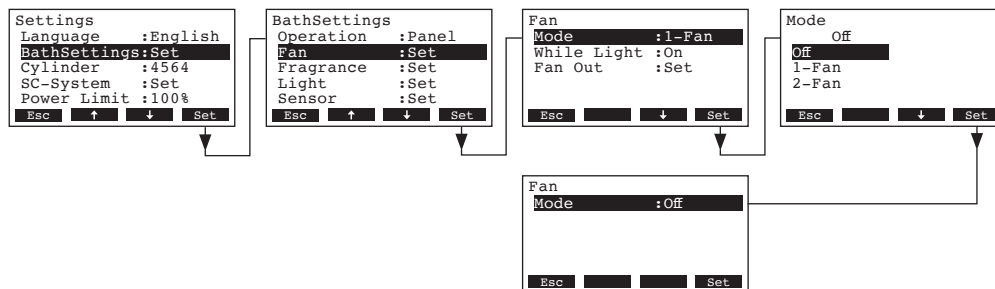 Settings
Language :English
BathSettings:Set
Cylinder :4564
SC-System :Set
Power Limit :100%
Esc ↑ ↓ Set
BathSettings
Operation :Panel
Fan :Set
Fragrance :Set
Light :Set
Sensor :Set
Esc ↑ ↓ Set
Fan
Mode :1-Fan
While Light :On
Fan Out :Set
Esc ↓ Set
Mode
Off
Off
1-Fan
2-Fan
Esc ↓ Set
Fan
Mode :Off
Esc Set